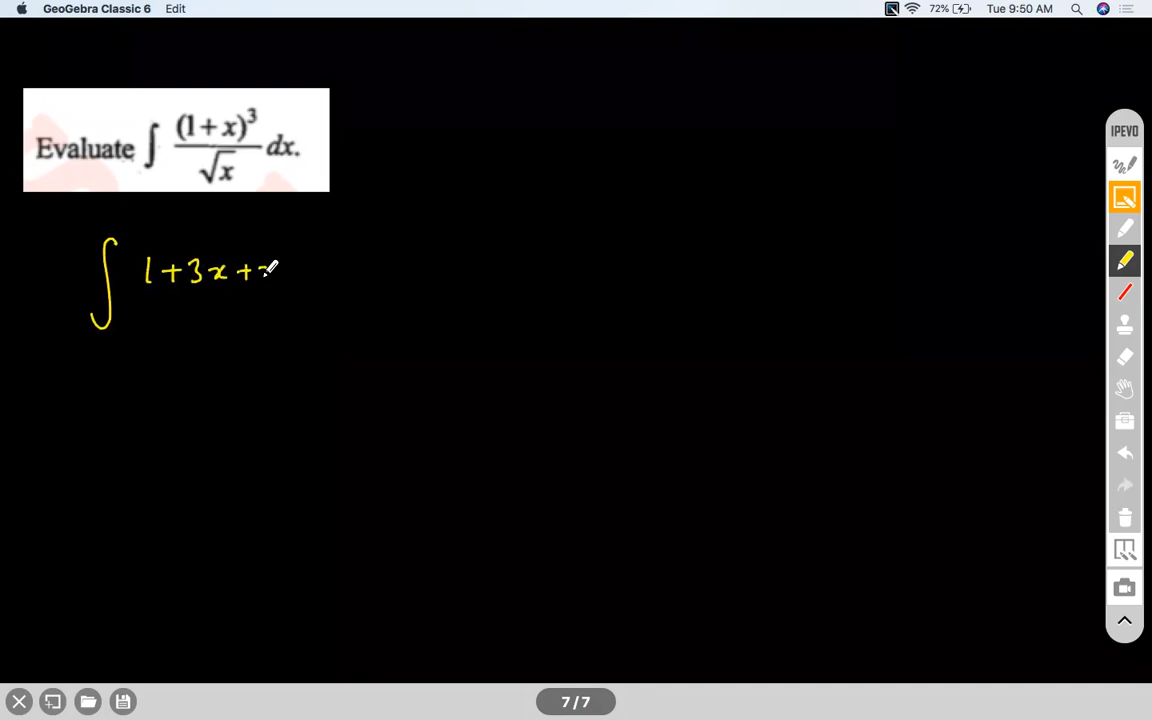 GeoGebra Classic 6 Edit 72% Tue 9:50 AM
Evaluate ∫ (1+x)³/√x dx.
IPEVO
∫ 1+3x+
7/7